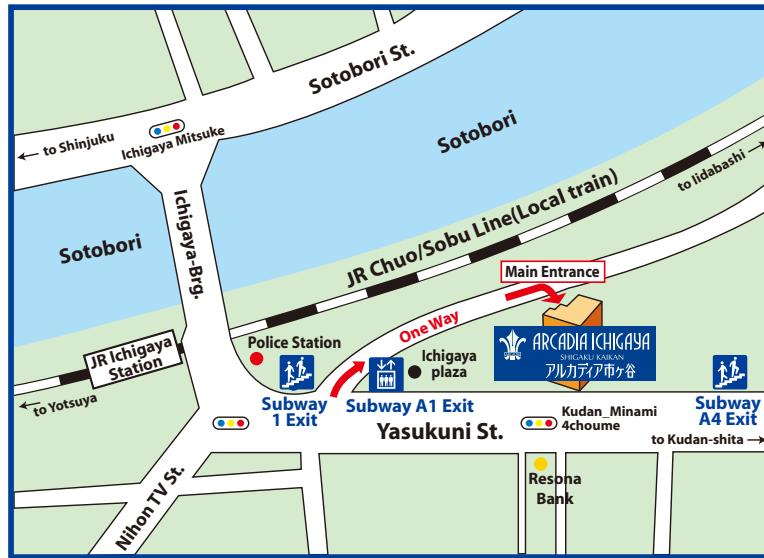 Sotobori St.
← to Shinjuku
Ichigaya Mitsuke
Sotobori
to Iidabashi
Ichigaya-Brg.
Sotobori
JR Chuo/Sobu Line(Local train)
Main Entrance
One Way
Police Station
JR Ichigaya
Station
ARCADIA ICHIGAYA
SHIGAKU KAIKAN
アルカディア市ヶ谷
Ichigaya
plaza
to Yotsuya
Subway
1 Exit
Subway A1 Exit
Subway
A4 Exit
Kudan_Minami
4choume
Yasukuni St.
to Kudan-shita →
Nihon TV St.
Resona
Bank